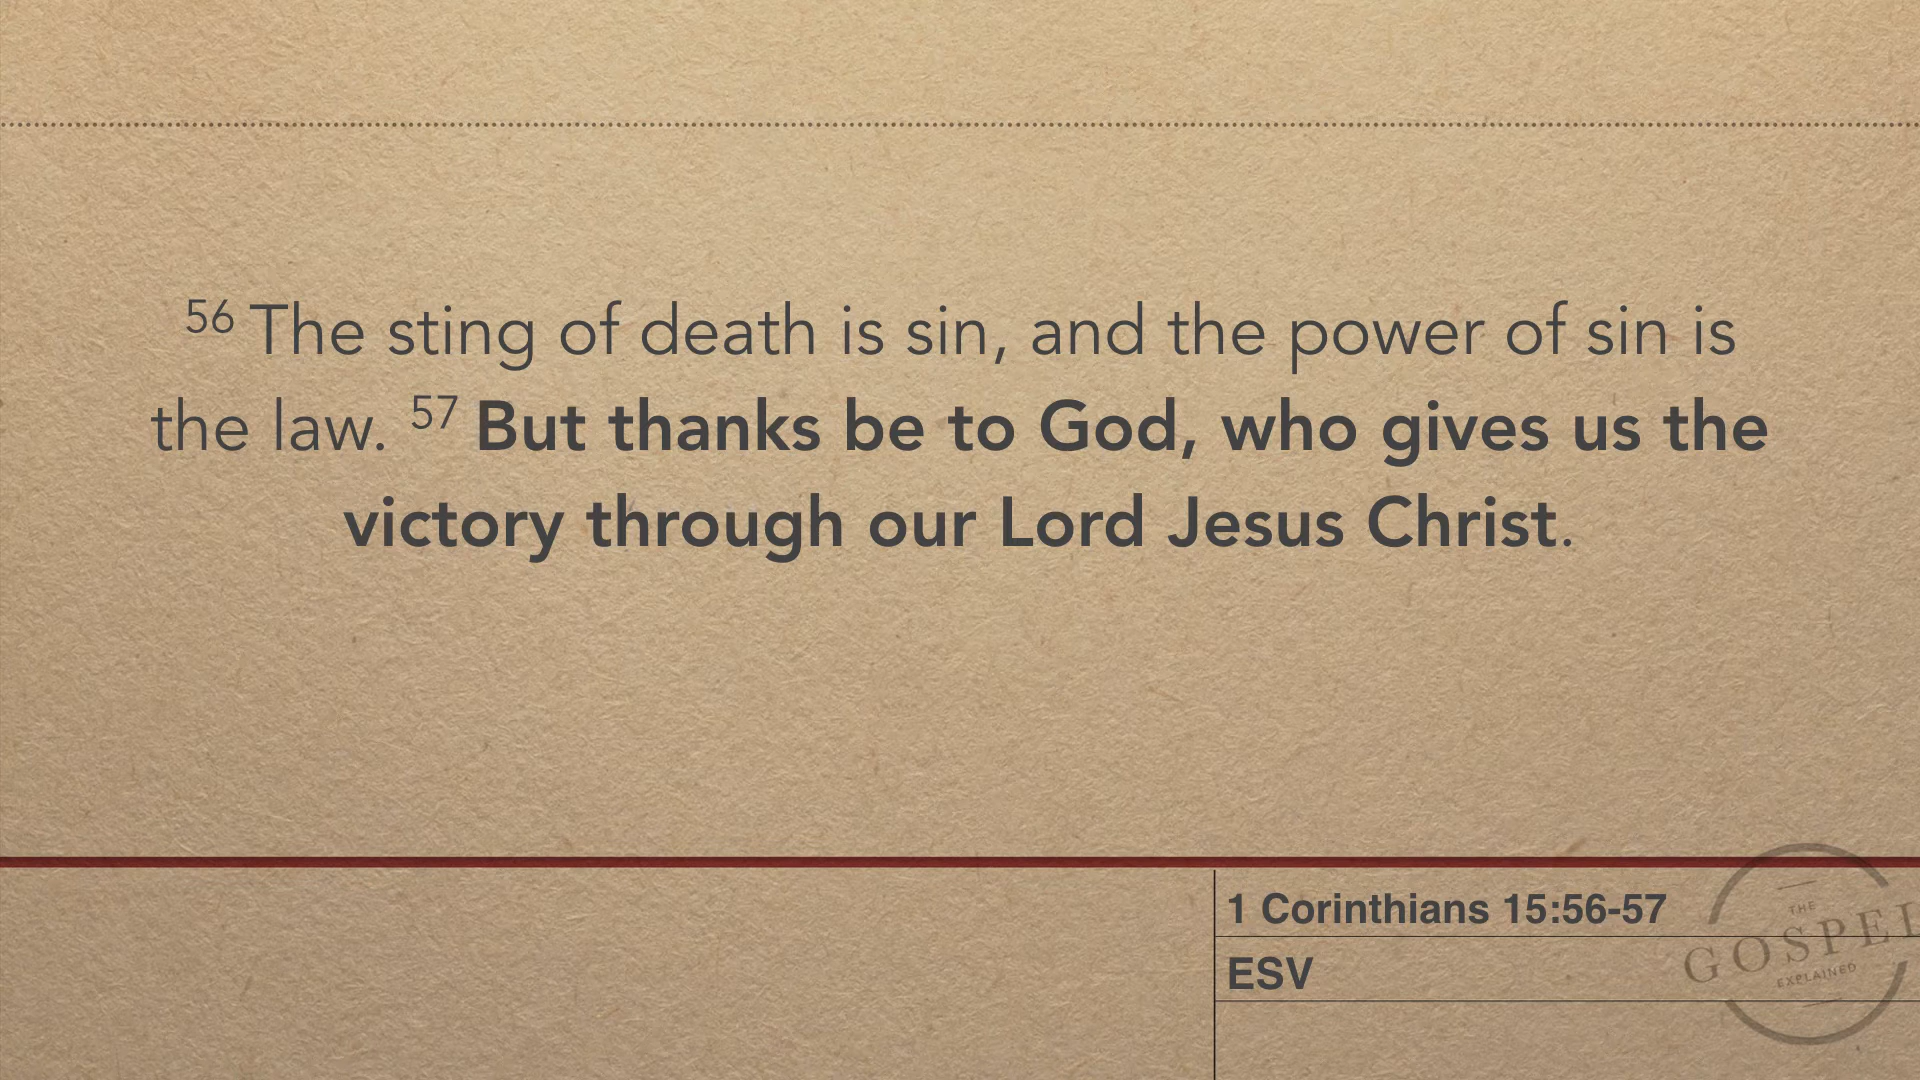 56 The sting of death is sin, and the power of sin is
the law. 57 But thanks be to God, who gives us the
victory through our Lord Jesus Christ.
1 Corinthians 15:56-57
ESV
THE
GOSPEL
EXPLAINED